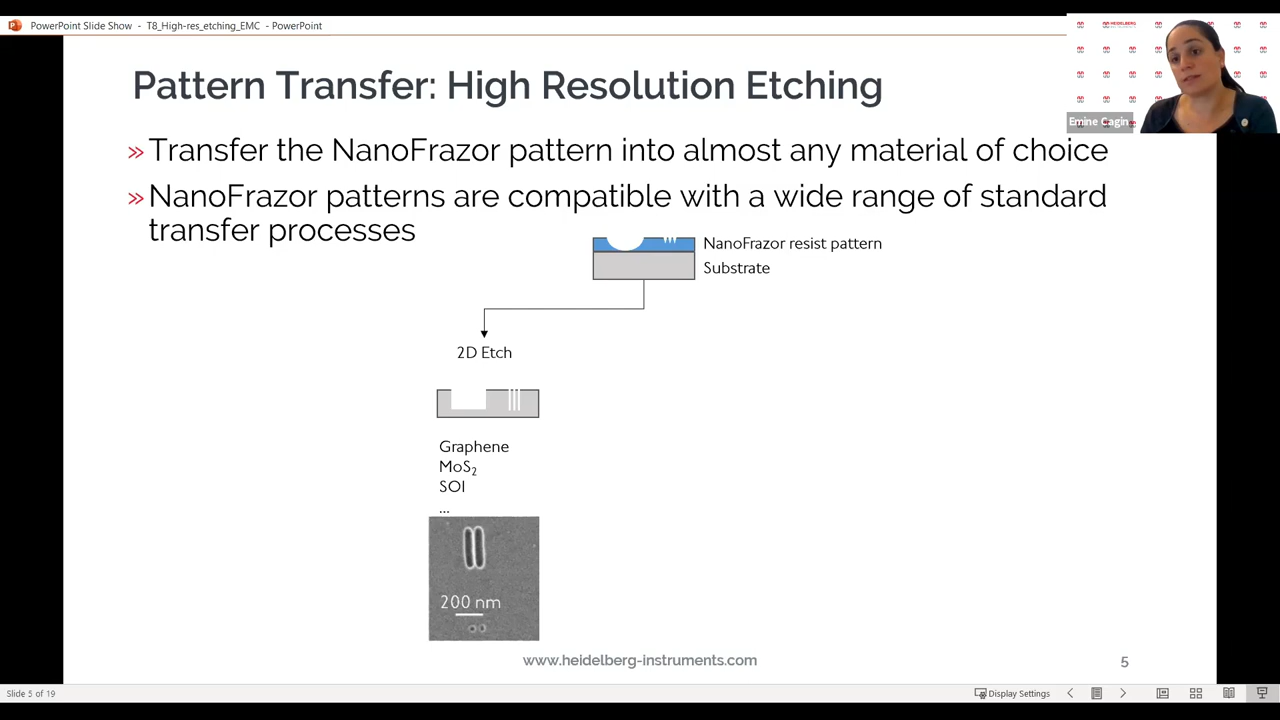 PowerPoint Slide Show - T8_High-res_etching_EMC - PowerPoint
HEIDELBERG
Emine Cagin
Pattern Transfer: High Resolution Etching
» Transfer the NanoFrazor pattern into almost any material of choice
» NanoFrazor patterns are compatible with a wide range of standard
transfer processes
NanoFrazor resist pattern
Substrate
2D Etch
Graphene
MoS₂
SOI
...
200 nm
www.heidelberg-instruments.com
5
Slide 5 of 19
Display Settings